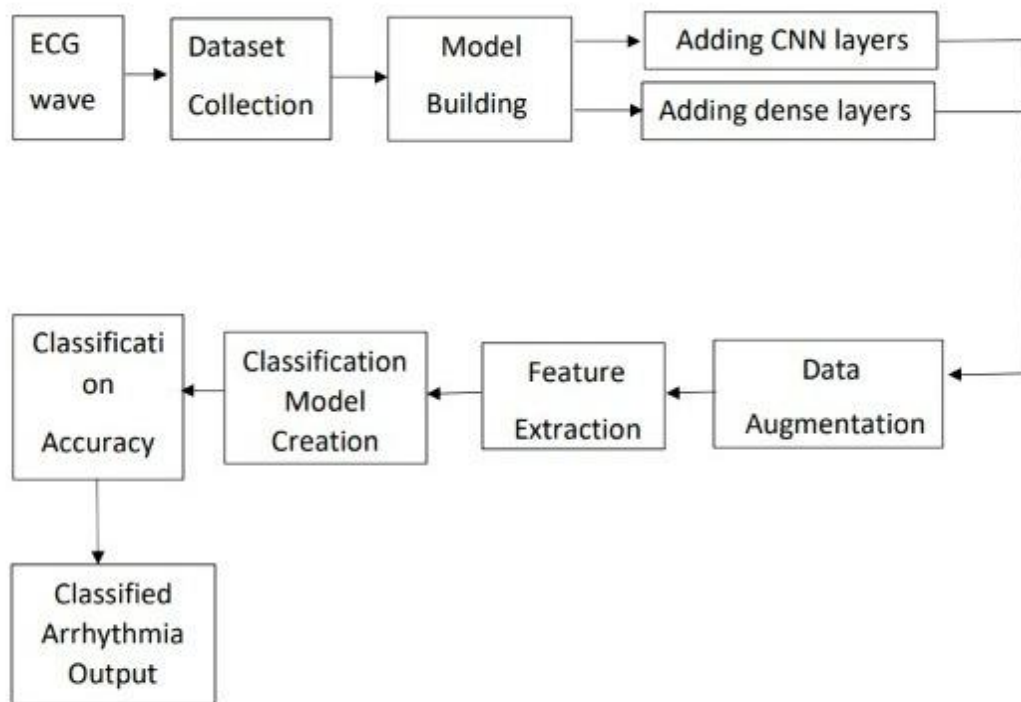 ECG
wave
Dataset
Collection
Model
Building
Adding CNN layers
Adding dense layers
Classificati
on
Accuracy
Classification
Model
Creation
Feature
Extraction
Data
Augmentation
Classified
Arrhythmia
Output